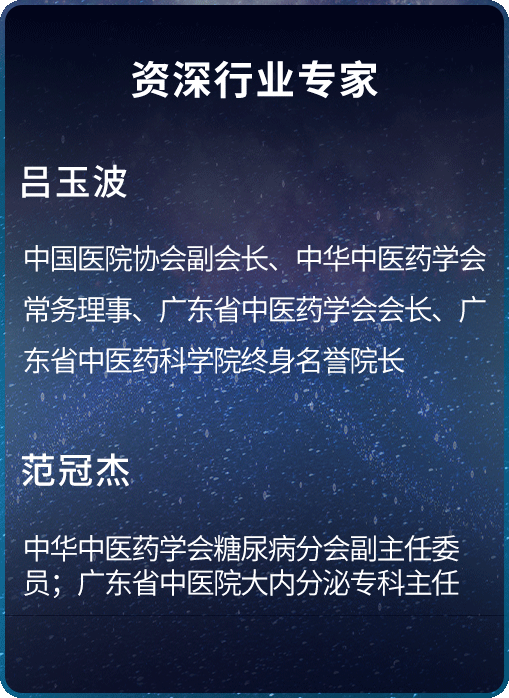 资深行业专家
吕玉波
中国医院协会副会长、中华中医药学会
常务理事、广东省中医药学会会长、广
东省中医药科学院终身名誉院长
范冠杰
中华中医药学会糖尿病分会副主任委
员；广东省中医院大内分泌专科主任